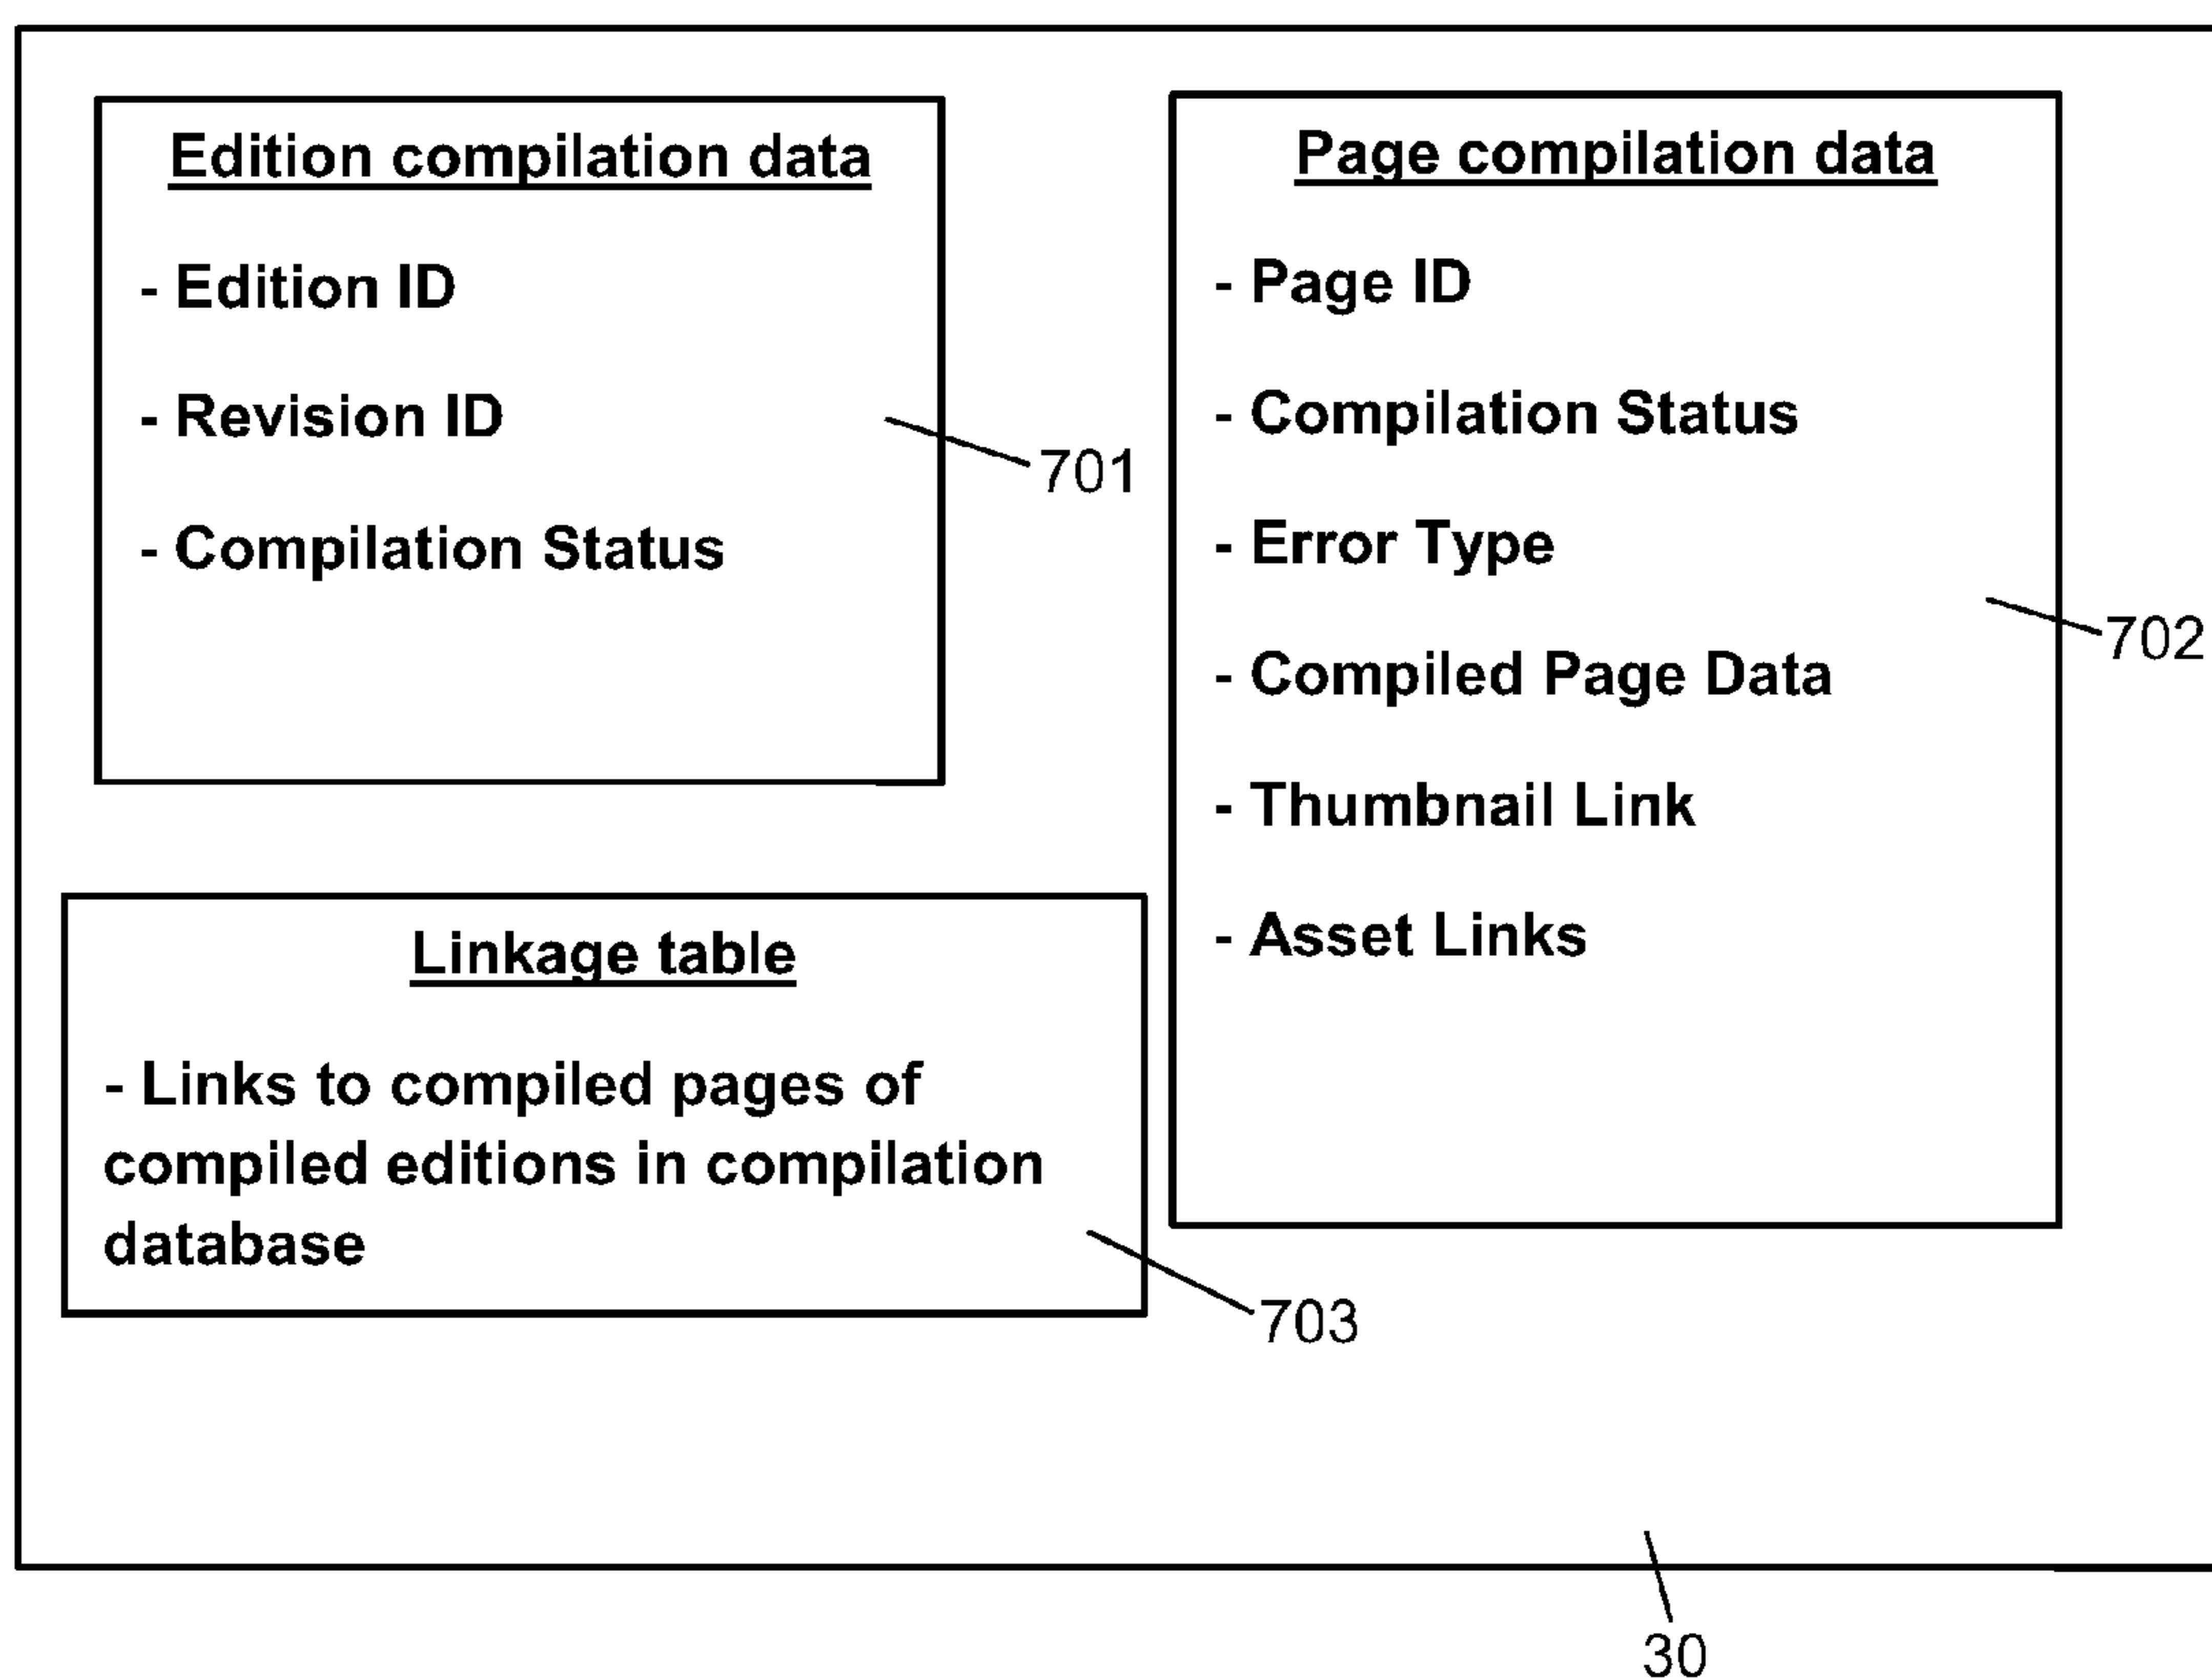 Edition compilation data
- Edition ID
- Revision ID
- Compilation Status
701
Page compilation data
- Page ID
- Compilation Status
- Error Type
- Compiled Page Data
- Thumbnail Link
- Asset Links
702
Linkage table
- Links to compiled pages of
compiled editions in compilation
database
703
30